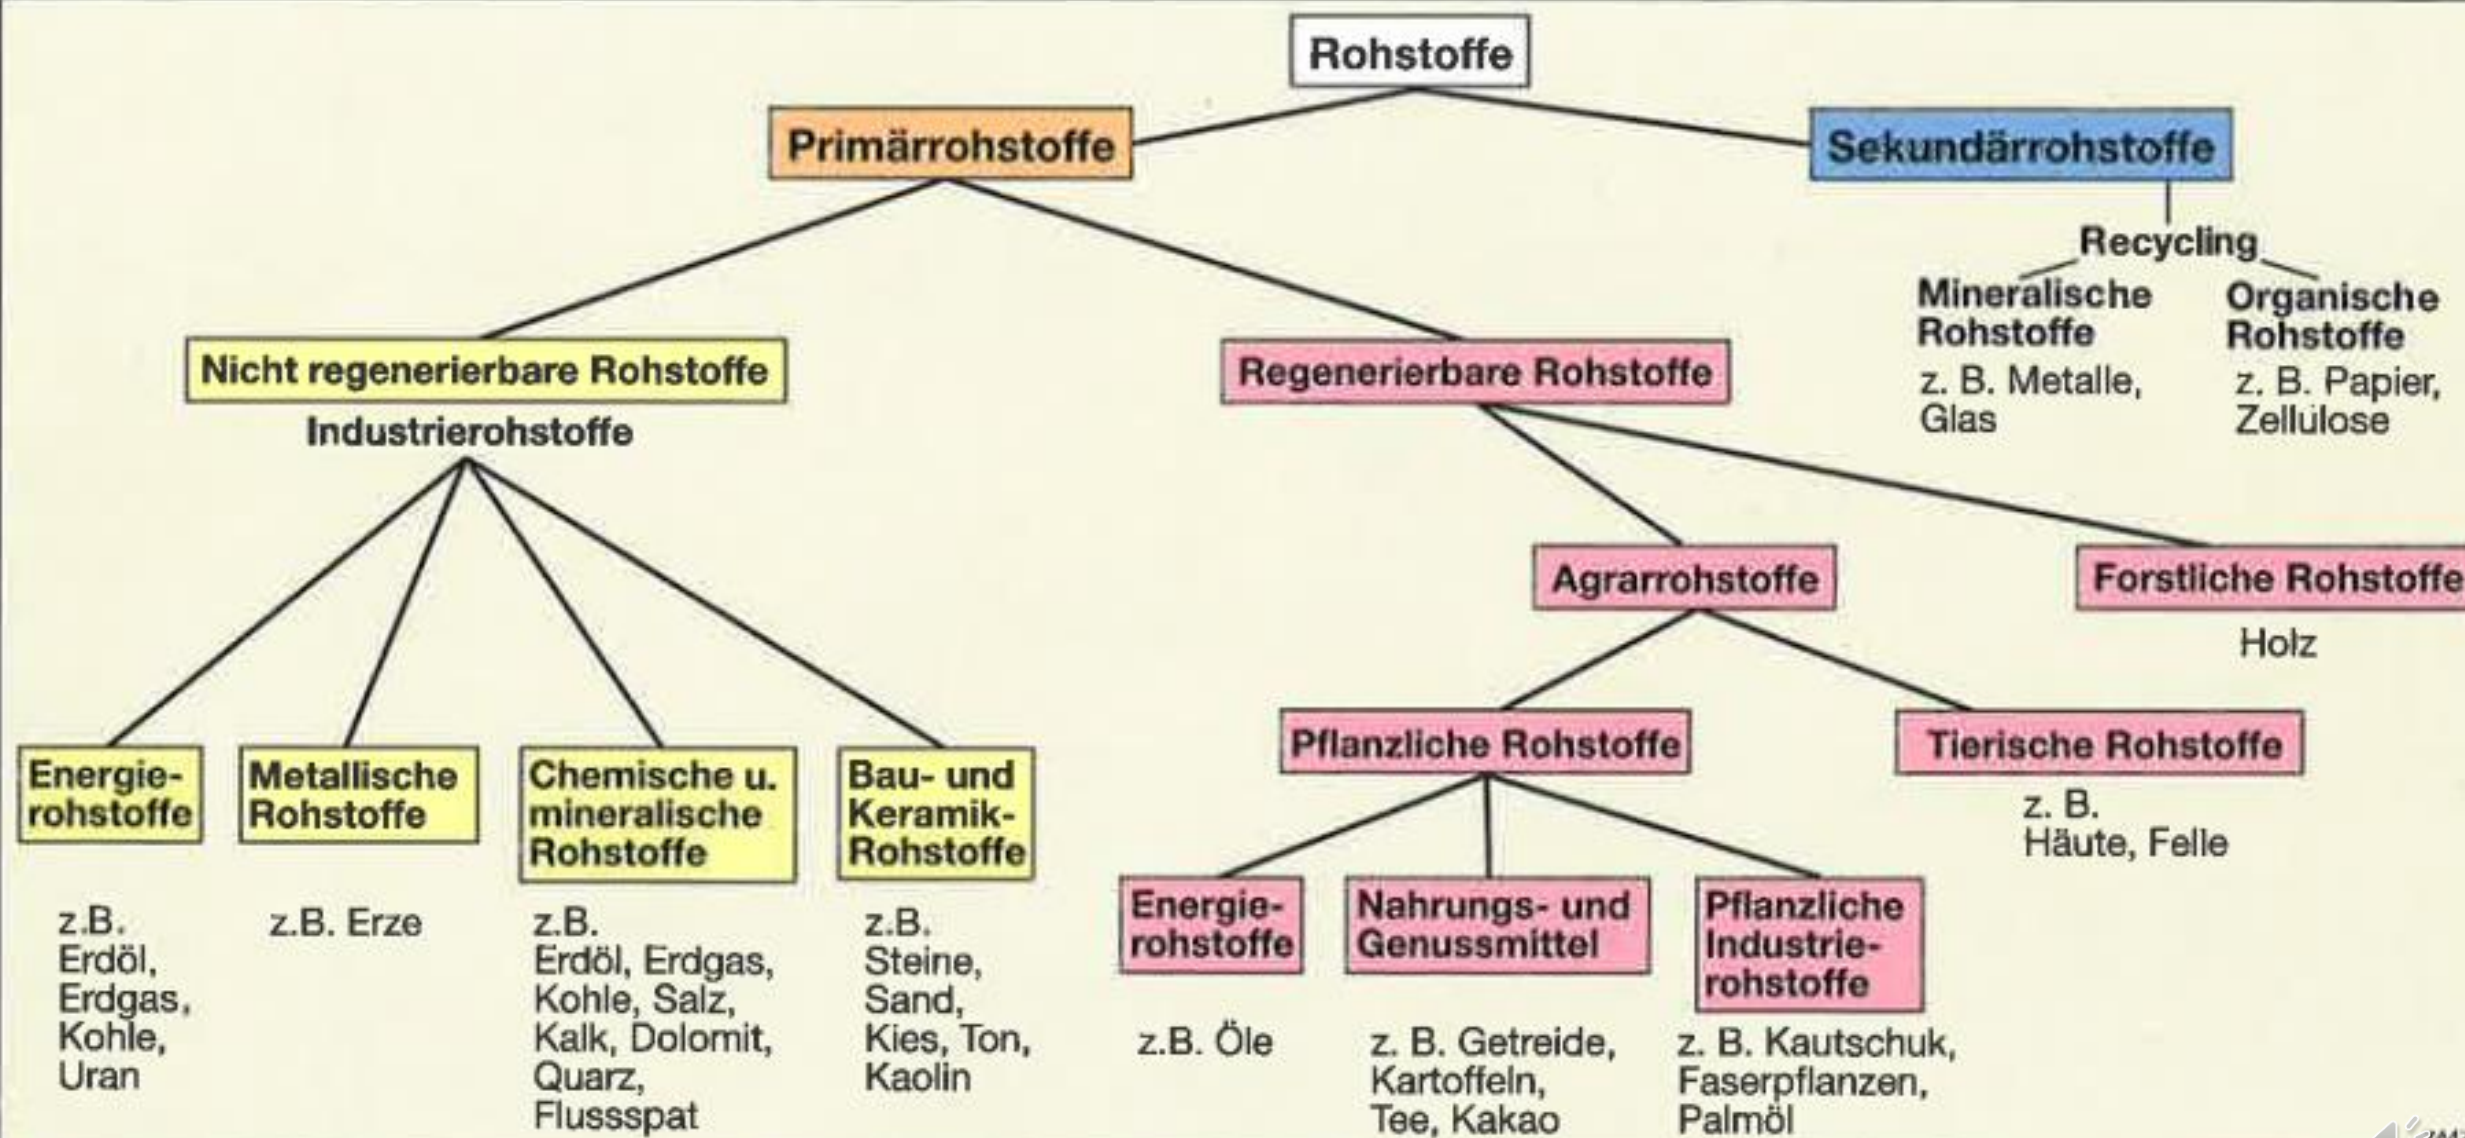 Rohstoffe
Primärrohstoffe
Sekundärrohstoffe
Recycling
Mineralische
Rohstoffe
z. B. Metalle,
Glas
Organische
Rohstoffe
z. B. Papier,
Zellulose
Nicht regenerierbare Rohstoffe
Industrierohstoffe
Regenerierbare Rohstoffe
Agrarrohstoffe
Forstliche Rohstoffe
Holz
Pflanzliche Rohstoffe
Tierische Rohstoffe
z. B.
Häute, Felle
Energie-
rohstoffe
z.B.
Erdöl,
Erdgas,
Kohle,
Uran
Metallische
Rohstoffe
z.B. Erze
Chemische u.
mineralische
Rohstoffe
z.B.
Erdöl, Erdgas,
Kohle, Salz,
Kalk, Dolomit,
Quarz,
Flussspat
Bau- und
Keramik-
Rohstoffe
z.B.
Steine,
Sand,
Kies, Ton,
Kaolin
Energie-
rohstoffe
z.B. Öle
Nahrungs- und
Genussmittel
z. B. Getreide,
Kartoffeln,
Tee, Kakao
Pflanzliche
Industrie-
rohstoffe
z. B. Kautschuk,
Faserpflanzen,
Palmöl